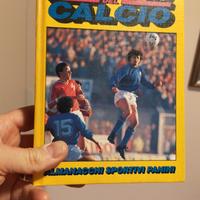 CALCIO
15
ALMANACCHI SPORTIVI PANINI